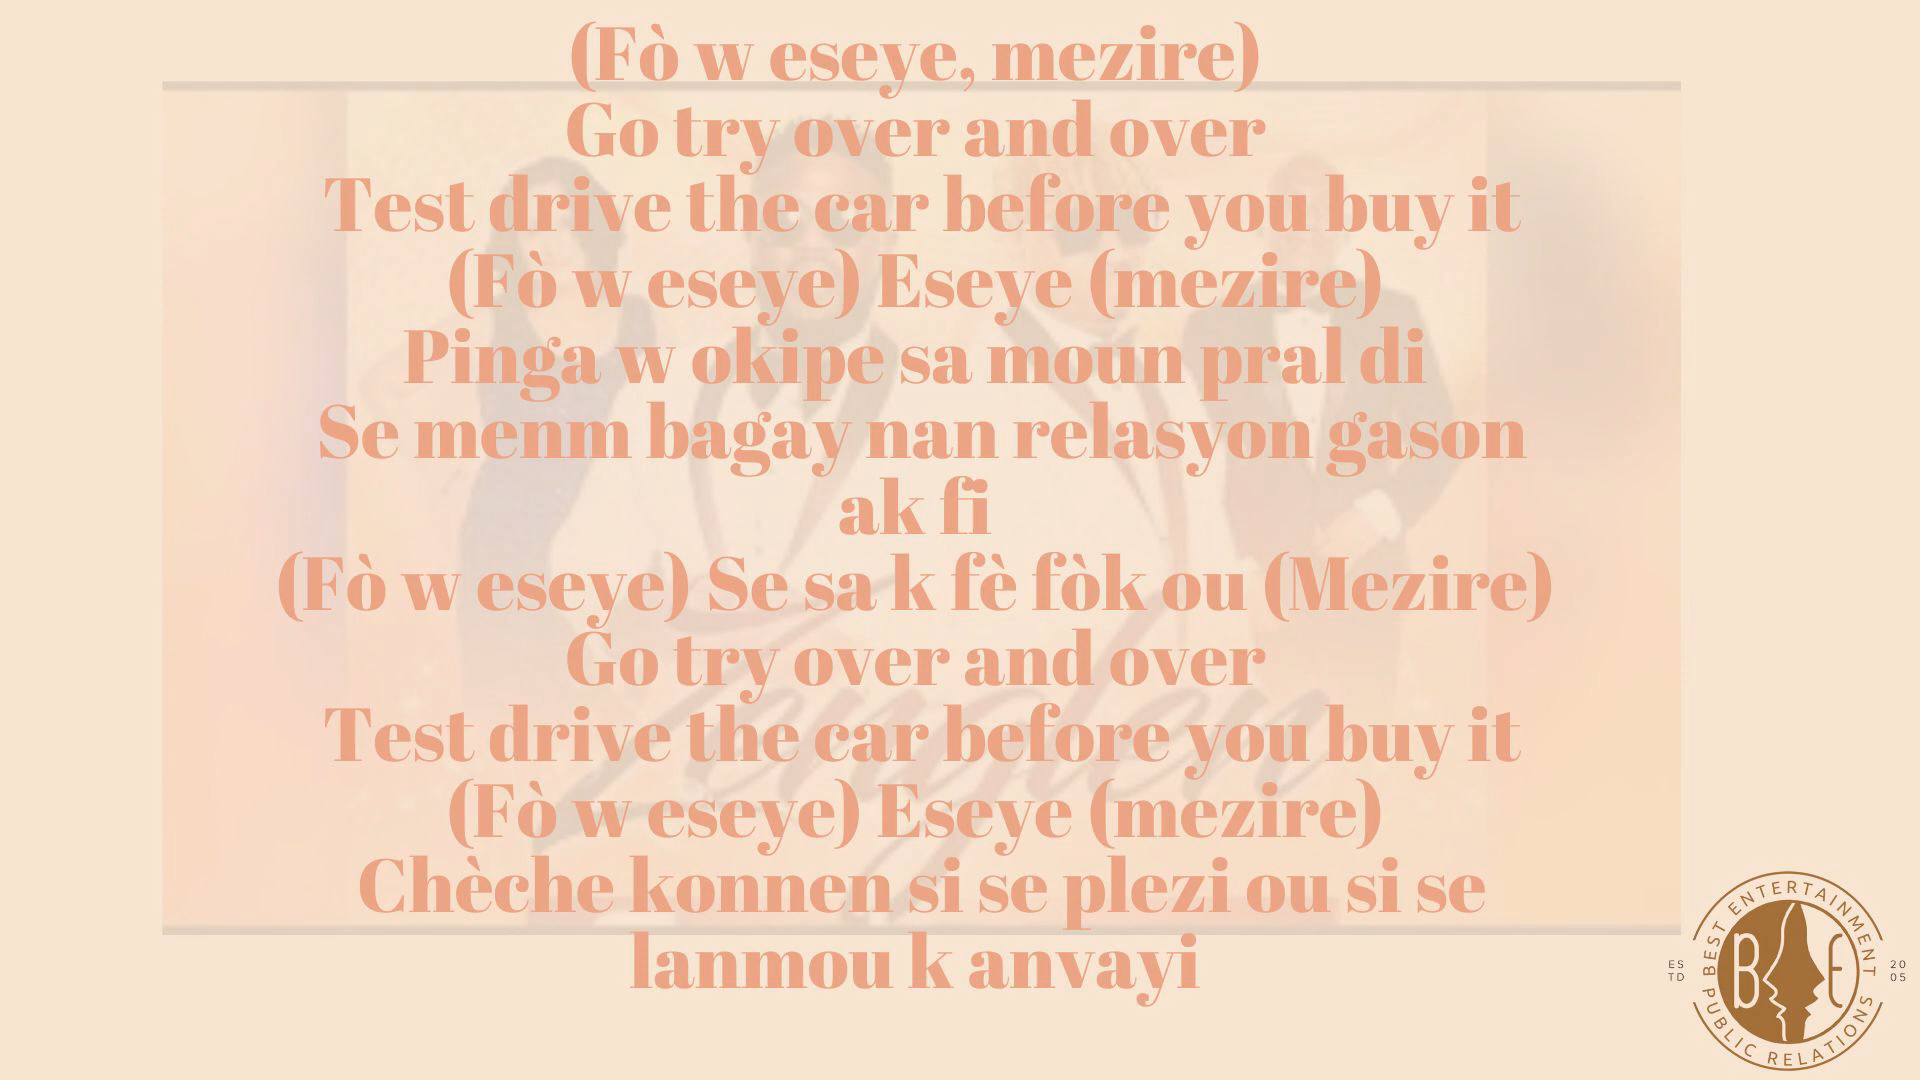 (Fò w eseye, mezire)
Go try over and over
Test drive the car before you buy it
(Fò w eseye) Eseye (mezire)
Pinga w okipe sa moun pral di
Se menm bagay nan relasyon gason
ak fi
(Fò w eseye) Se sa k fè fòk ou (Mezire)
Go try over and over
Test drive the car before you buy it
(Fò w eseye) Eseye (mezire)
Chèche konnen si se plezi ou si se
lanmou k anvayi
Zenglen
BEST ENTERTAINMENT
ES
TD
B E
20
05
PUBLIC RELATIONS